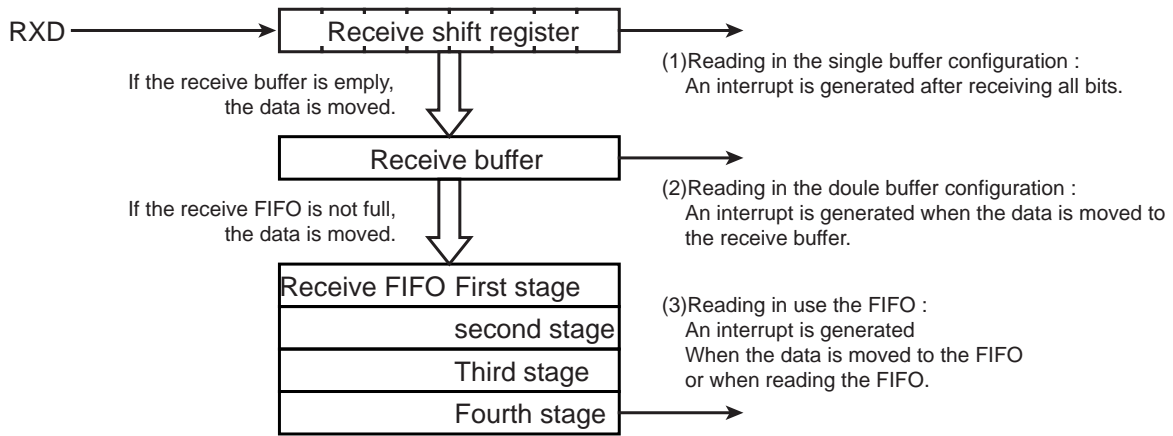 RXD
Receive shift register
(1)Reading in the single buffer configuration :
An interrupt is generated after receiving all bits.
If the receive buffer is emply,
the data is moved.
Receive buffer
(2)Reading in the doule buffer configuration :
An interrupt is generated when the data is moved to
the receive buffer.
If the receive FIFO is not full,
the data is moved.
Receive FIFO First stage
second stage
Third stage
Fourth stage
(3)Reading in use the FIFO :
An interrupt is generated
When the data is moved to the FIFO
or when reading the FIFO.